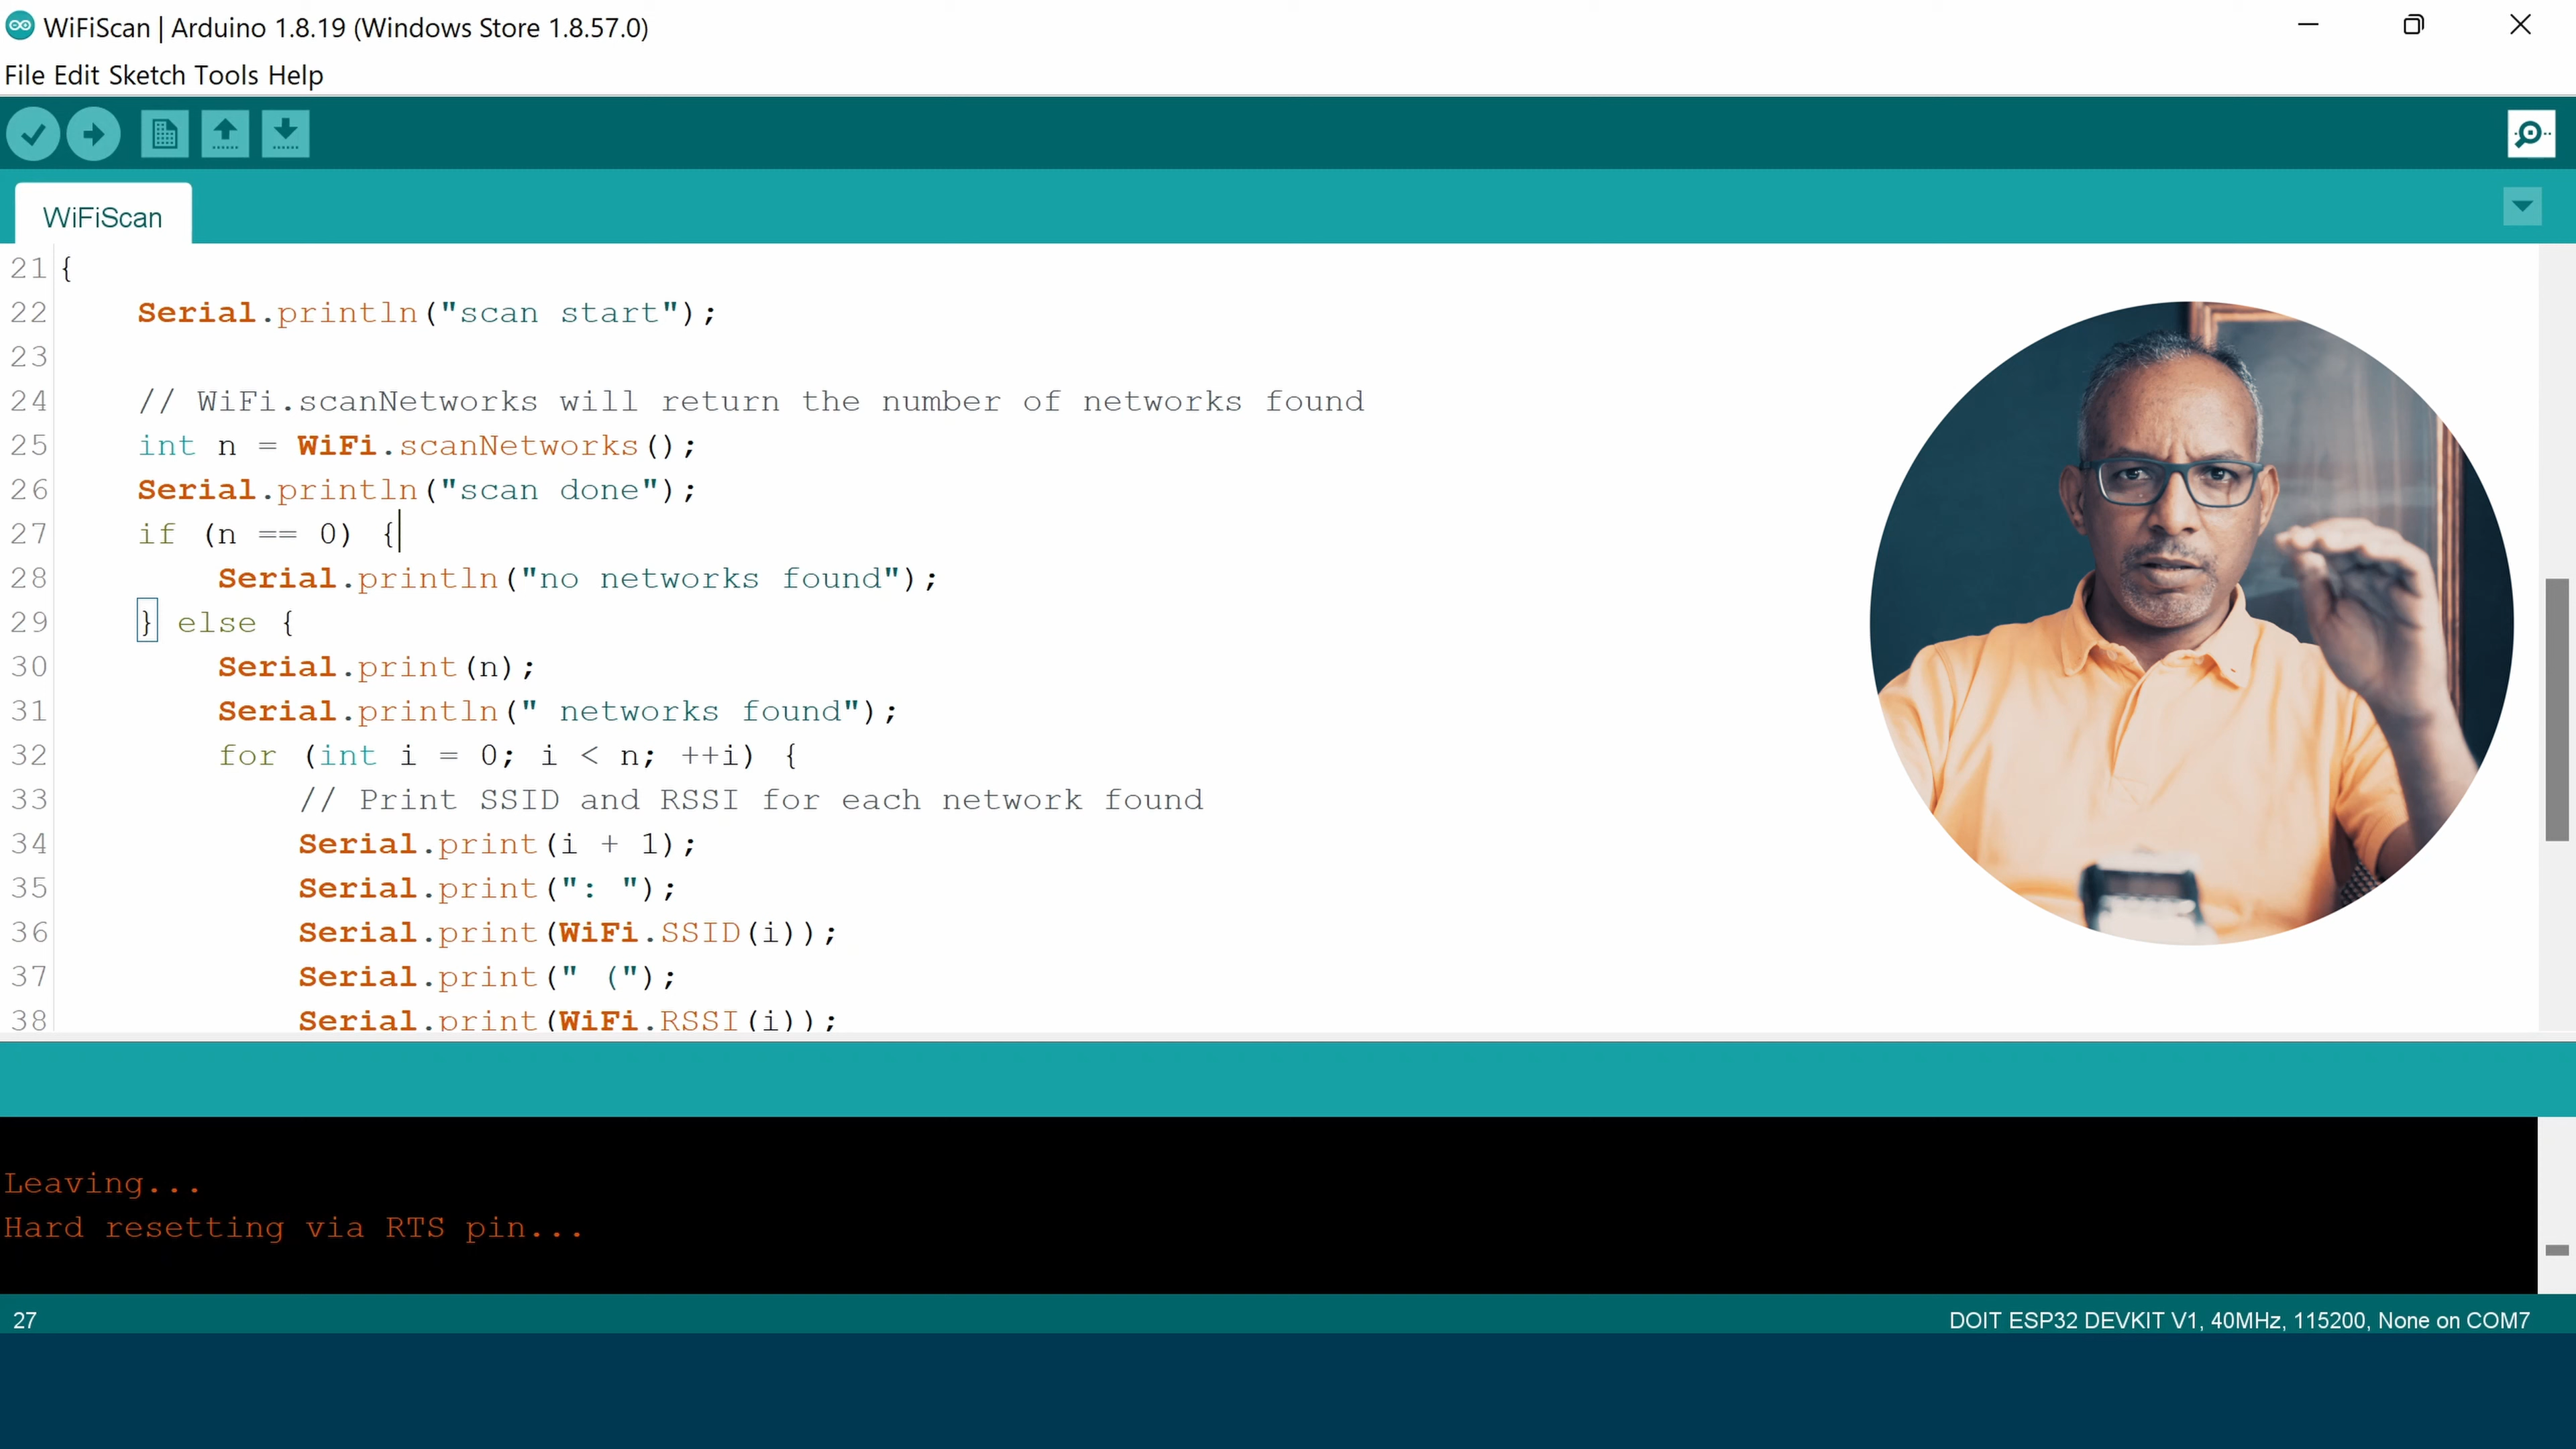 WiFiScan | Arduino 1.8.19 (Windows Store 1.8.57.0)
File Edit Sketch Tools Help
WiFiScan
21 {
22 Serial.println("scan start");
23
24 // WiFi.scanNetworks will return the number of networks found
25 int n = WiFi.scanNetworks();
26 Serial.println("scan done");
27 if (n == 0) {
28 Serial.println("no networks found");
29 } else {
30 Serial.print(n);
31 Serial.println(" networks found");
32 for (int i = 0; i < n; ++i) {
33 // Print SSID and RSSI for each network found
34 Serial.print(i + 1);
35 Serial.print(": ");
36 Serial.print(WiFi.SSID(i));
37 Serial.print(" (");
38 Serial.print(WiFi.RSSI(i));
Leaving...
Hard resetting via RTS pin...
27
DOIT ESP32 DEVKIT V1, 40MHz, 115200, None on COM7